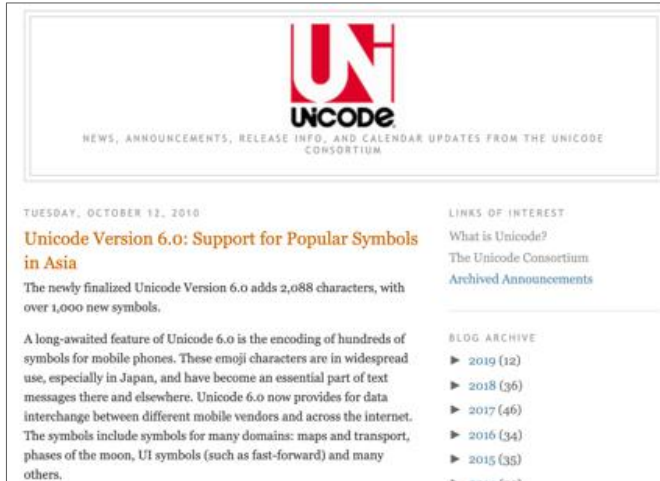 UNi
UNiCODe
NEWS, ANNOUNCEMENTS, RELEASE INFO, AND CALENDAR UPDATES FROM THE UNICODE
CONSORTIUM
TUESDAY, OCTOBER 12, 2010
Unicode Version 6.0: Support for Popular Symbols
in Asia
The newly finalized Unicode Version 6.0 adds 2,088 characters, with
over 1,000 new symbols.
A long-awaited feature of Unicode 6.0 is the encoding of hundreds of
symbols for mobile phones. These emoji characters are in widespread
use, especially in Japan, and have become an essential part of text
messages there and elsewhere. Unicode 6.0 now provides for data
interchange between different mobile vendors and across the internet.
The symbols include symbols for many domains: maps and transport,
phases of the moon, UI symbols (such as fast-forward) and many
others.
LINKS OF INTEREST
What is Unicode?
The Unicode Consortium
Archived Announcements
BLOG ARCHIVE
► 2019 (12)
► 2018 (36)
► 2017 (46)
► 2016 (34)
► 2015 (35)